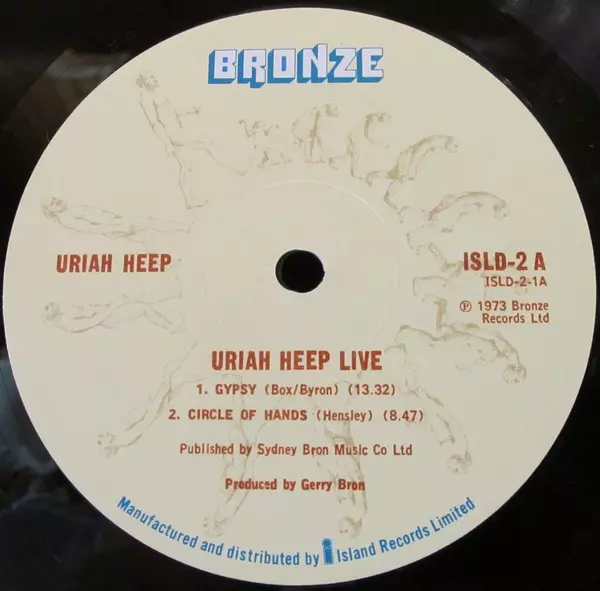 BRONZE
URIAH HEEP
ISLD-2 A
ISLD-2-1A
℗ 1973 Bronze
Records Ltd
URIAH HEEP LIVE
1. GYPSY (Box/Byron) (13.32)
2. CIRCLE OF HANDS (Hensley) (8.47)
Published by Sydney Bron Music Co Ltd
Produced by Gerry Bron
Manufactured and distributed by i Island Records Limited